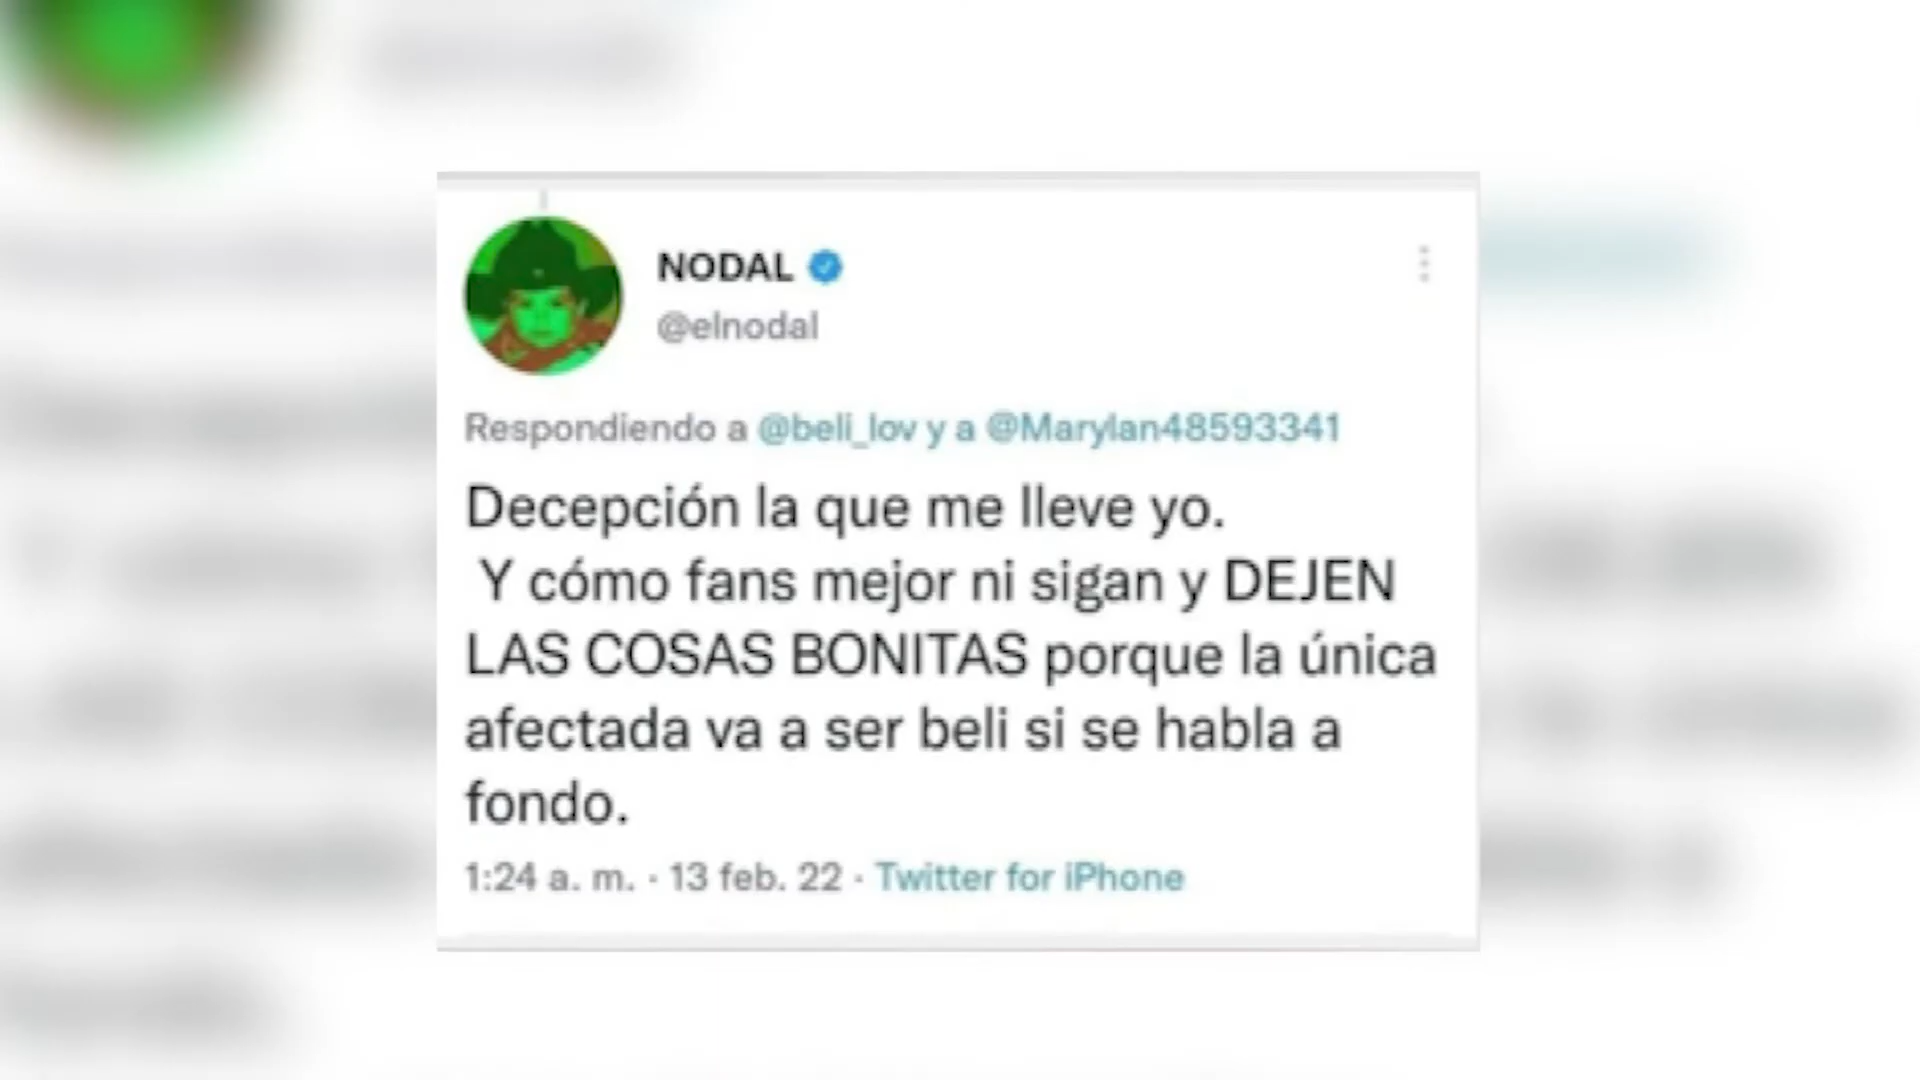 NODAL
@elnodal
Respondiendo a @beli_lov y a @Marylan48593341
Decepción la que me lleve yo.
Y cómo fans mejor ni sigan y DEJEN
LAS COSAS BONITAS porque la única
afectada va a ser beli si se habla a
fondo.
1:24 a. m. · 13 feb. 22 · Twitter for iPhone